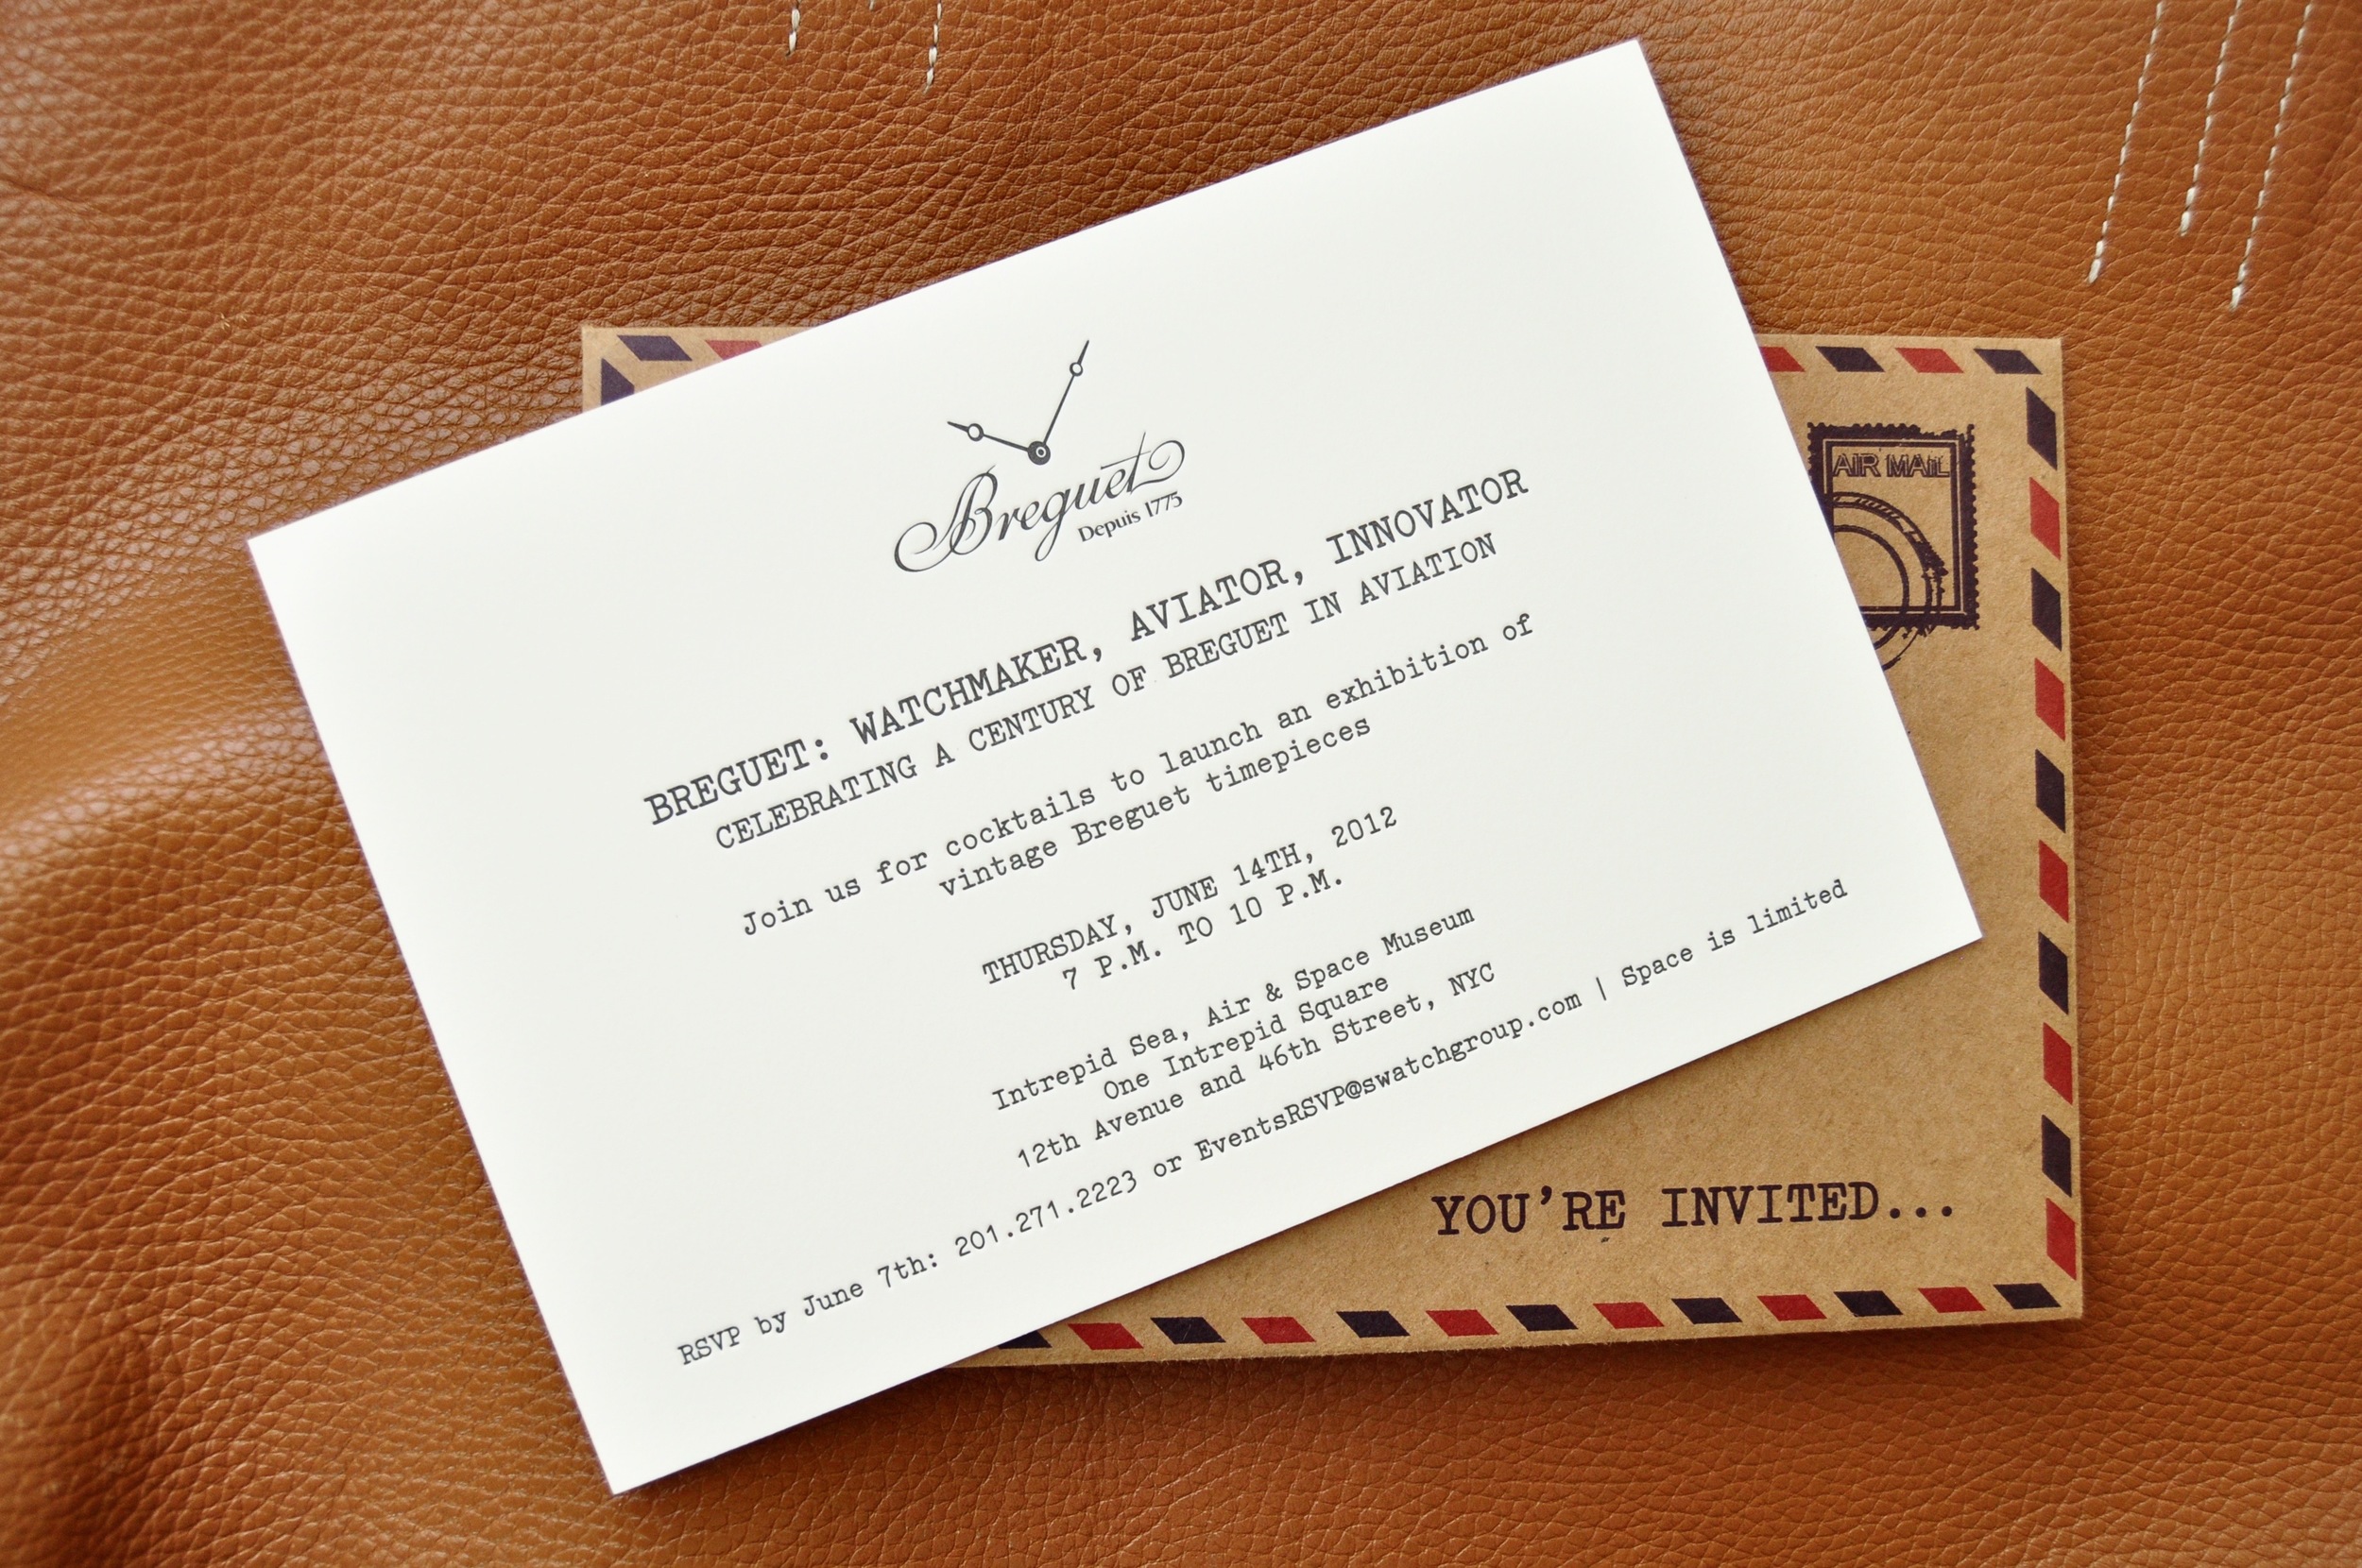 Breguet
Depuis 1775
BREGUET: WATCHMAKER, AVIATOR, INNOVATOR
CELEBRATING A CENTURY OF BREGUET IN AVIATION
Join us for cocktails to launch an exhibition of
vintage Breguet timepieces
THURSDAY, JUNE 14TH, 2012
7 P.M. TO 10 P.M.
Intrepid Sea, Air & Space Museum
One Intrepid Square
12th Avenue and 46th Street, NYC
RSVP by June 7th: 201.271.2223 or EventsRSVP@swatchgroup.com | Space is limited
AIR MAIL
YOU'RE INVITED...